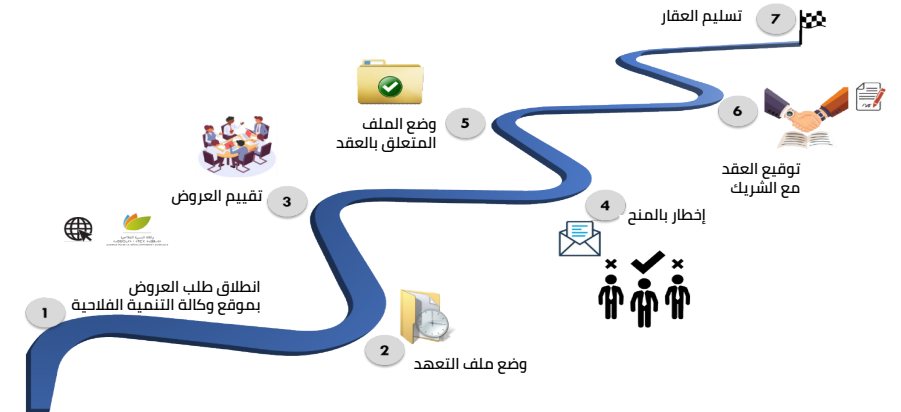 1
انطلاق طلب العروض
بموقع وكالة التنمية الفلاحية
2
وضع ملف التعهد
3
تقييم العروض
4
إخطار بالمنح
5
وضع الملف
المتعلق بالعقد
6
توقيع العقد
مع الشريك
7
تسليم العقار